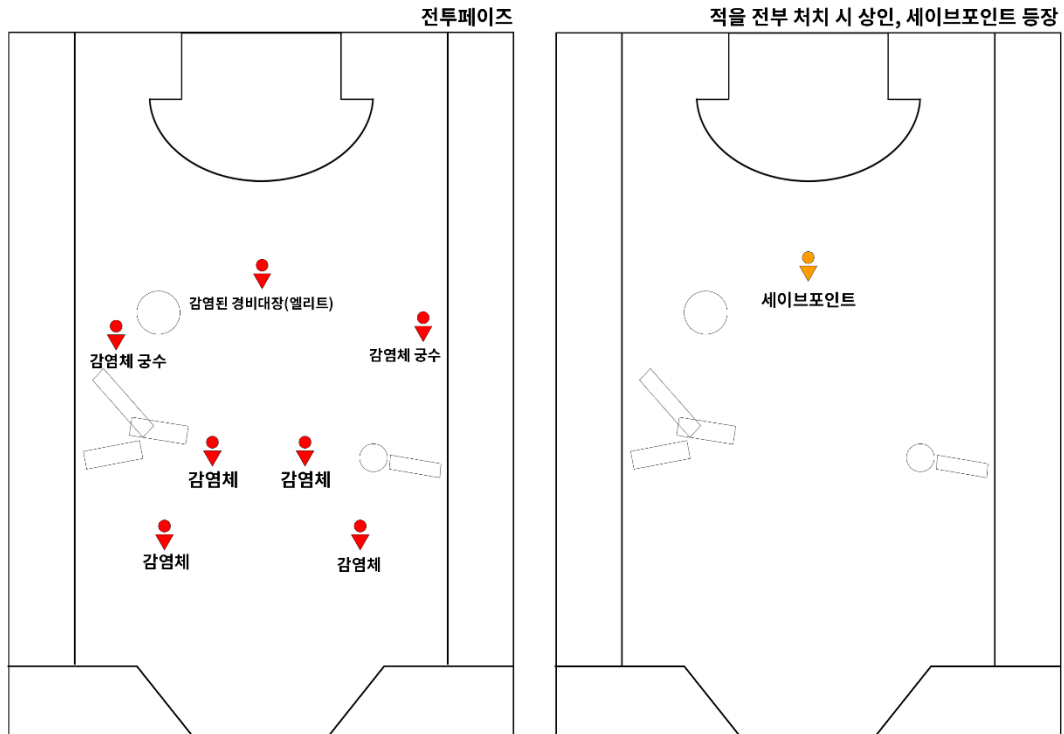 전투페이즈
감염된 경비대장(엘리트)
감염체 궁수
감염체 궁수
감염체
감염체
감염체
감염체
적을 전부 처치 시 상인, 세이브포인트 등장
세이브포인트